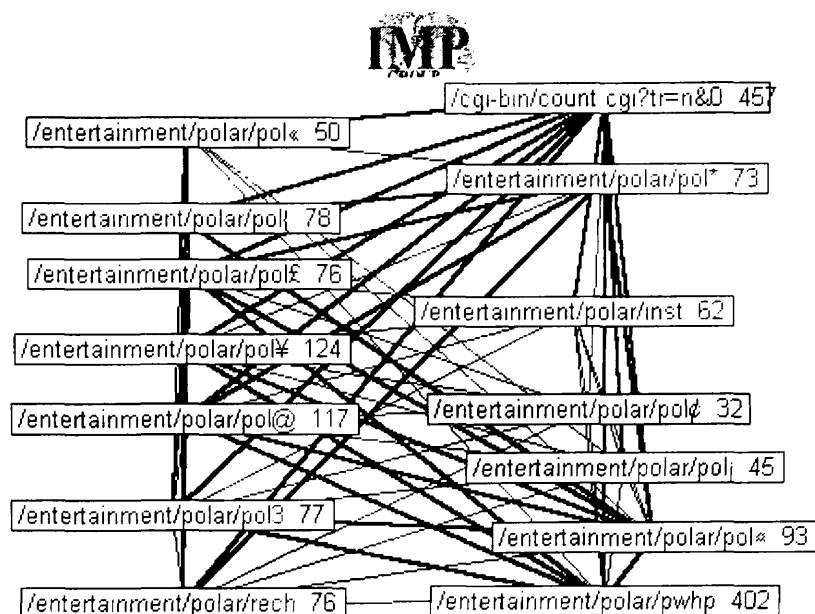 IMP
/cgi-bin/count cgi?tr=n&0 457
/entertainment/polar/pol« 50
/entertainment/polar/pol* 73
/entertainment/polar/pol{ 78
/entertainment/polar/pol£ 76
/entertainment/polar/inst 62
/entertainment/polar/pol¥ 124
/entertainment/polar/pol@ 117
/entertainment/polar/pol¢ 32
/entertainment/polar/pol¡ 45
/entertainment/polar/pol3 77
/entertainment/polar/pol« 93
/entertainment/polar/rech 76
/entertainment/polar/pwhp 402